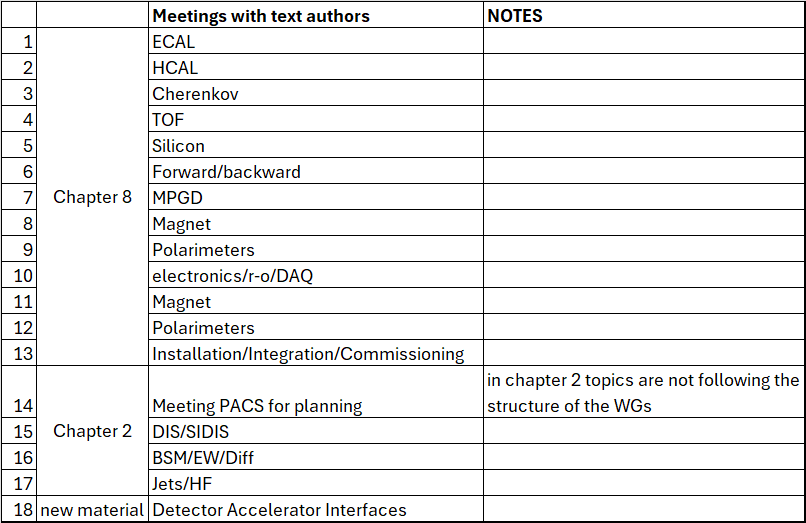 Meetings with text authors NOTES
1 ECAL
2 HCAL
3 Cherenkov
4 TOF
5 Silicon
6 Forward/backward
7 Chapter 8 MPGD
8 Magnet
9 Polarimeters
10 electronics/r-o/DAQ
11 Magnet
12 Polarimeters
13 Installation/Integration/Commissioning
in chapter 2 topics are not following the
14 Meeting PACS for planning structure of the WGs
15 Chapter 2 DIS/SIDIS
16 BSM/EW/Diff
17 Jets/HF
18 new material Detector Accelerator Interfaces